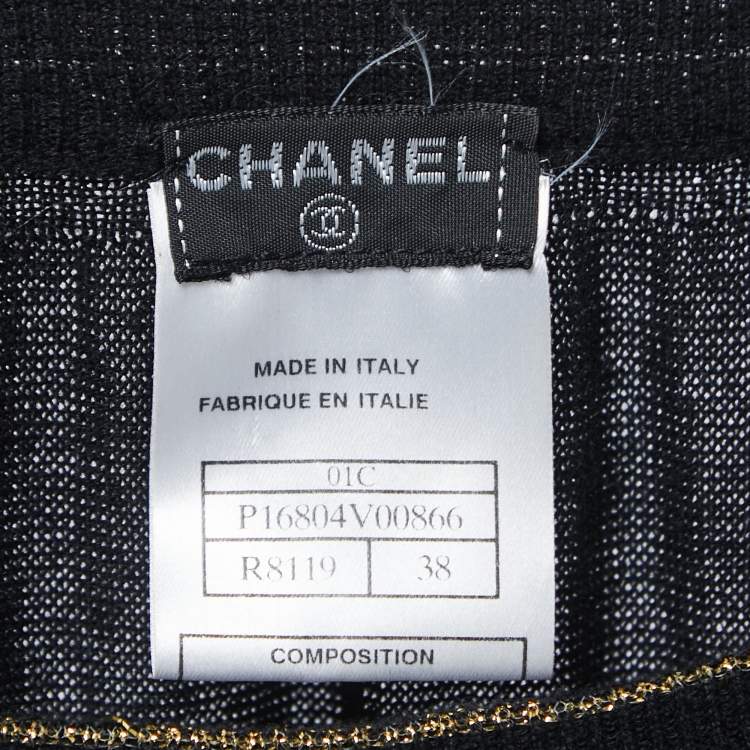 CHANEL
MADE IN ITALY
FABRIQUE EN ITALIE
01C
P16804V00866
R8119 38
COMPOSITION